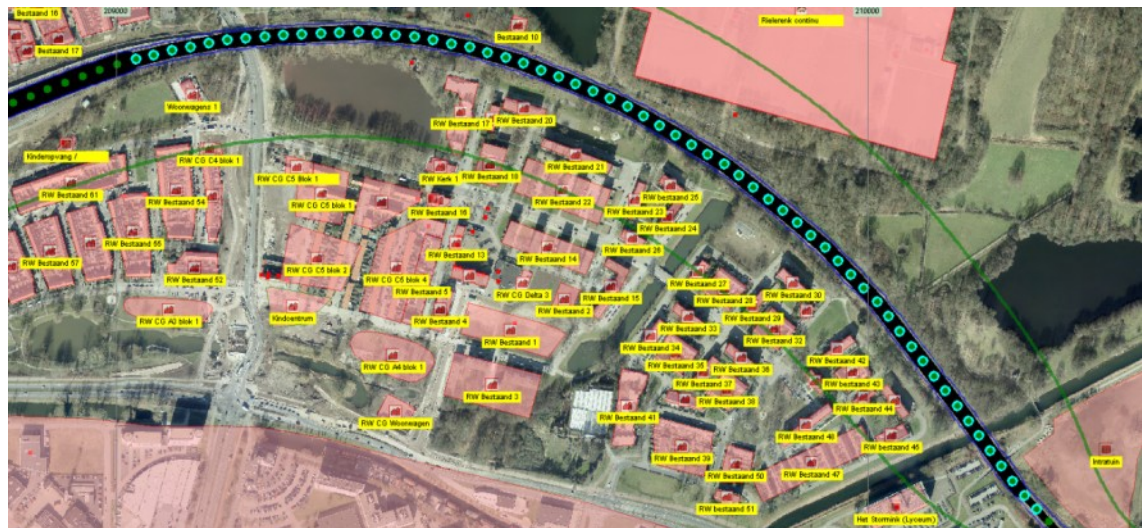 Bestaand 16
209000
Bestaand 17
Bestaand 10
Rielerenk continu
210000
Woonwagens 1
Kinderopvang /
RW CG C4 blok 1
RW Bestaand 61
RW Bestaand 54
RW Bestaand 55
RW Bestaand 57
RW Bestaand 52
RW CG A3 blok 1
RW CG C5 Blok 1
RW CG C5 blok 1
RW CG C5 blok 2
RW CG C5 blok 4
Kindcentrum
RW Bestaand 17
RW Bestaand 20
RW Kerk 1
RW Bestaand 18
RW Bestaand 21
RW Bestaand 22
RW Bestaand 16
RW Bestaand 13
RW Bestaand 14
RW Bestaand 5
RW CG Delta 3
RW Bestaand 2
RW Bestaand 15
RW Bestaand 4
RW Bestaand 1
RW CG A4 blok 1
RW Bestaand 3
RW CG Woonwagen
RW bestaand 25
RW Bestaand 23
RW Bestaand 24
RW Bestaand 26
RW Bestaand 27
RW Bestaand 28
RW Bestaand 30
RW Bestaand 29
RW Bestaand 33
RW Bestaand 32
RW Bestaand 34
RW Bestaand 35
RW Bestaand 36
RW Bestaand 37
RW Bestaand 38
RW Bestaand 42
RW Bestaand 43
RW Bestaand 44
RW Bestaand 41
RW Bestaand 48
RW bestaand 45
RW Bestaand 39
RW Bestaand 50
RW Bestaand 47
RW bestaand 51
Intratuin
Het Stormink (Lyceum)